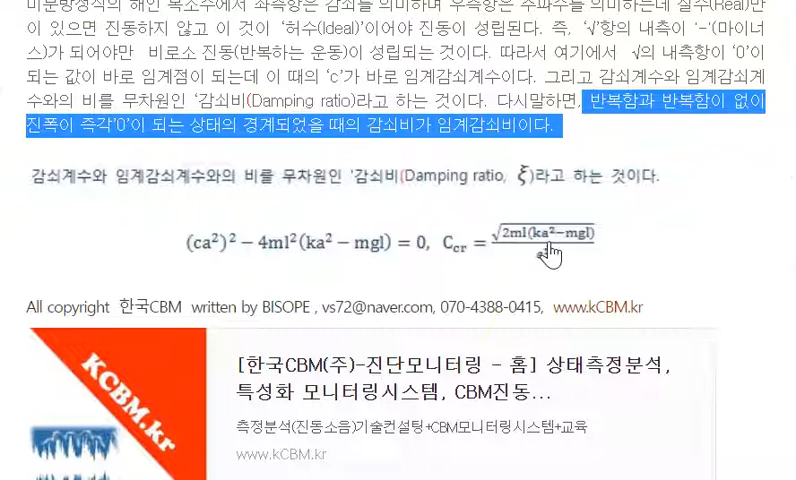 미분방정식의 해인 복소수에서 좌측항은 감쇠를 의미하며 우측항은 주파수를 의미하는데 실수(Real)만
이 있으면 진동하지 않고 이 것이 ‘허수(Ideal)’이어야 진동이 성립된다. 즉, ‘√’항의 내측이 ‘-’(마이너
스)가 되어야만 비로소 진동(반복하는 운동)이 성립되는 것이다. 따라서 여기에서 √의 내측항이 ‘0’이
되는 값이 바로 임계점이 되는데 이 때의 ‘c’가 바로 임계감쇠계수이다. 그리고 감쇠계수와 임계감쇠계
수와의 비를 무차원인 ‘감쇠비(Damping ratio)라고 하는 것이다. 다시말하면, 반복함과 반복함이 없이
진폭이 즉각‘0’이 되는 상태의 경계되었을 때의 감쇠비가 임계감쇠비이다.
감쇠계수와 임계감쇠계수와의 비를 무차원인 ‘감쇠비(Damping ratio, ξ)라고 하는 것이다.
(ca²)² − 4ml²(ka² − mgl) = 0, C_cr = √2ml(ka²−mgl)
All copyright 한국CBM written by BISOPE , vs72@naver.com, 070-4388-0415, www.kCBM.kr
KCBM.kr
[한국CBM(주)-진단모니터링 - 홈] 상태측정분석,
특성화 모니터링시스템, CBM진동...
측정분석(진동소음)기술컨설팅+CBM모니터링시스템+교육
www.kCBM.kr